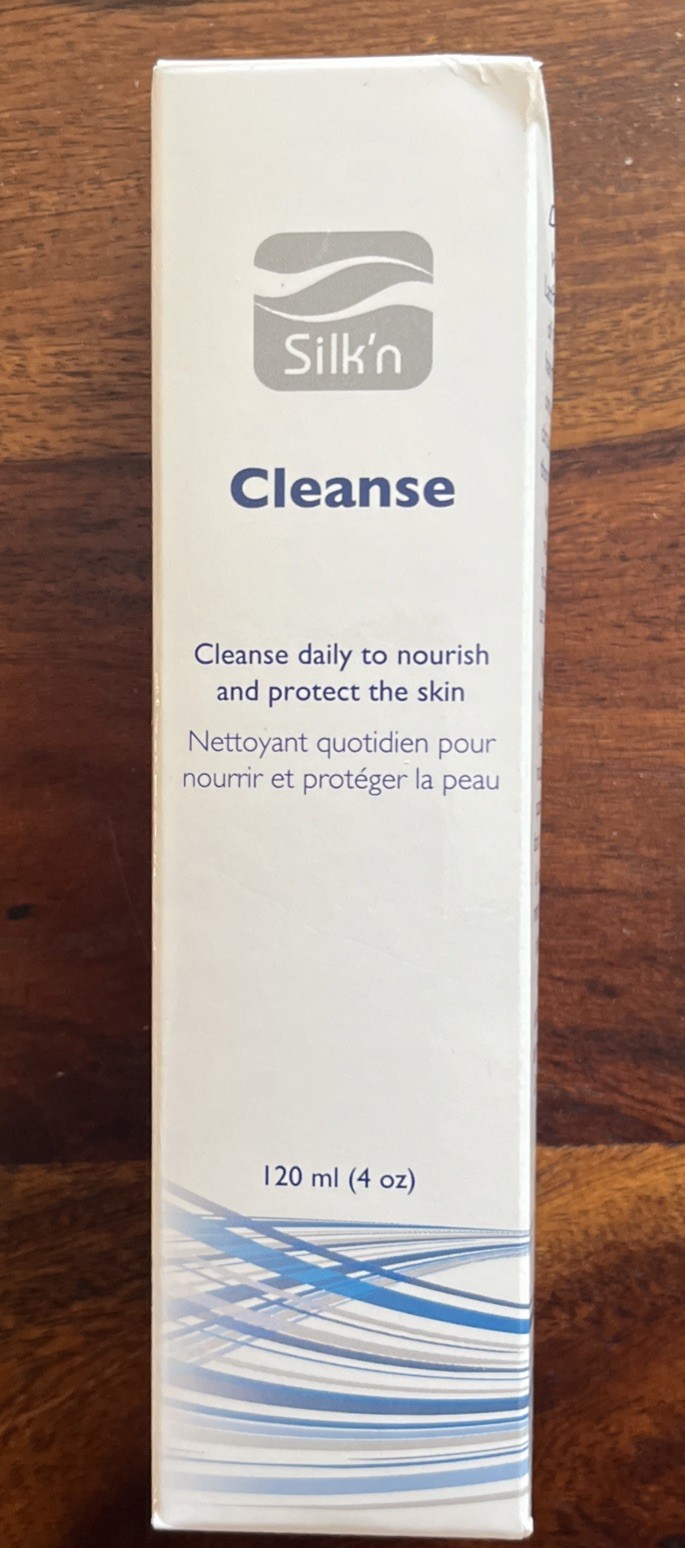 Silk'n
Cleanse
Cleanse daily to nourish
and protect the skin
Nettoyant quotidien pour
nourrir et protéger la peau
120 ml (4 oz)